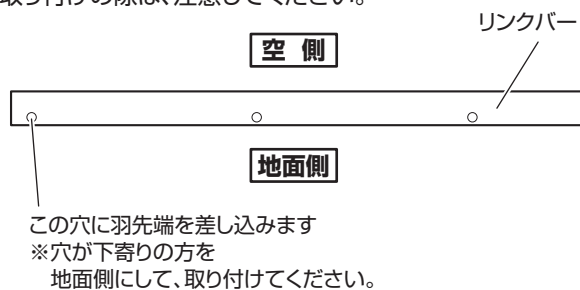 取り付けの際は、注意してください。
リンクバー
空 側
地面側
この穴に羽先端を差し込みます
※穴が下寄りの方を
地面側にして、取り付けてください。